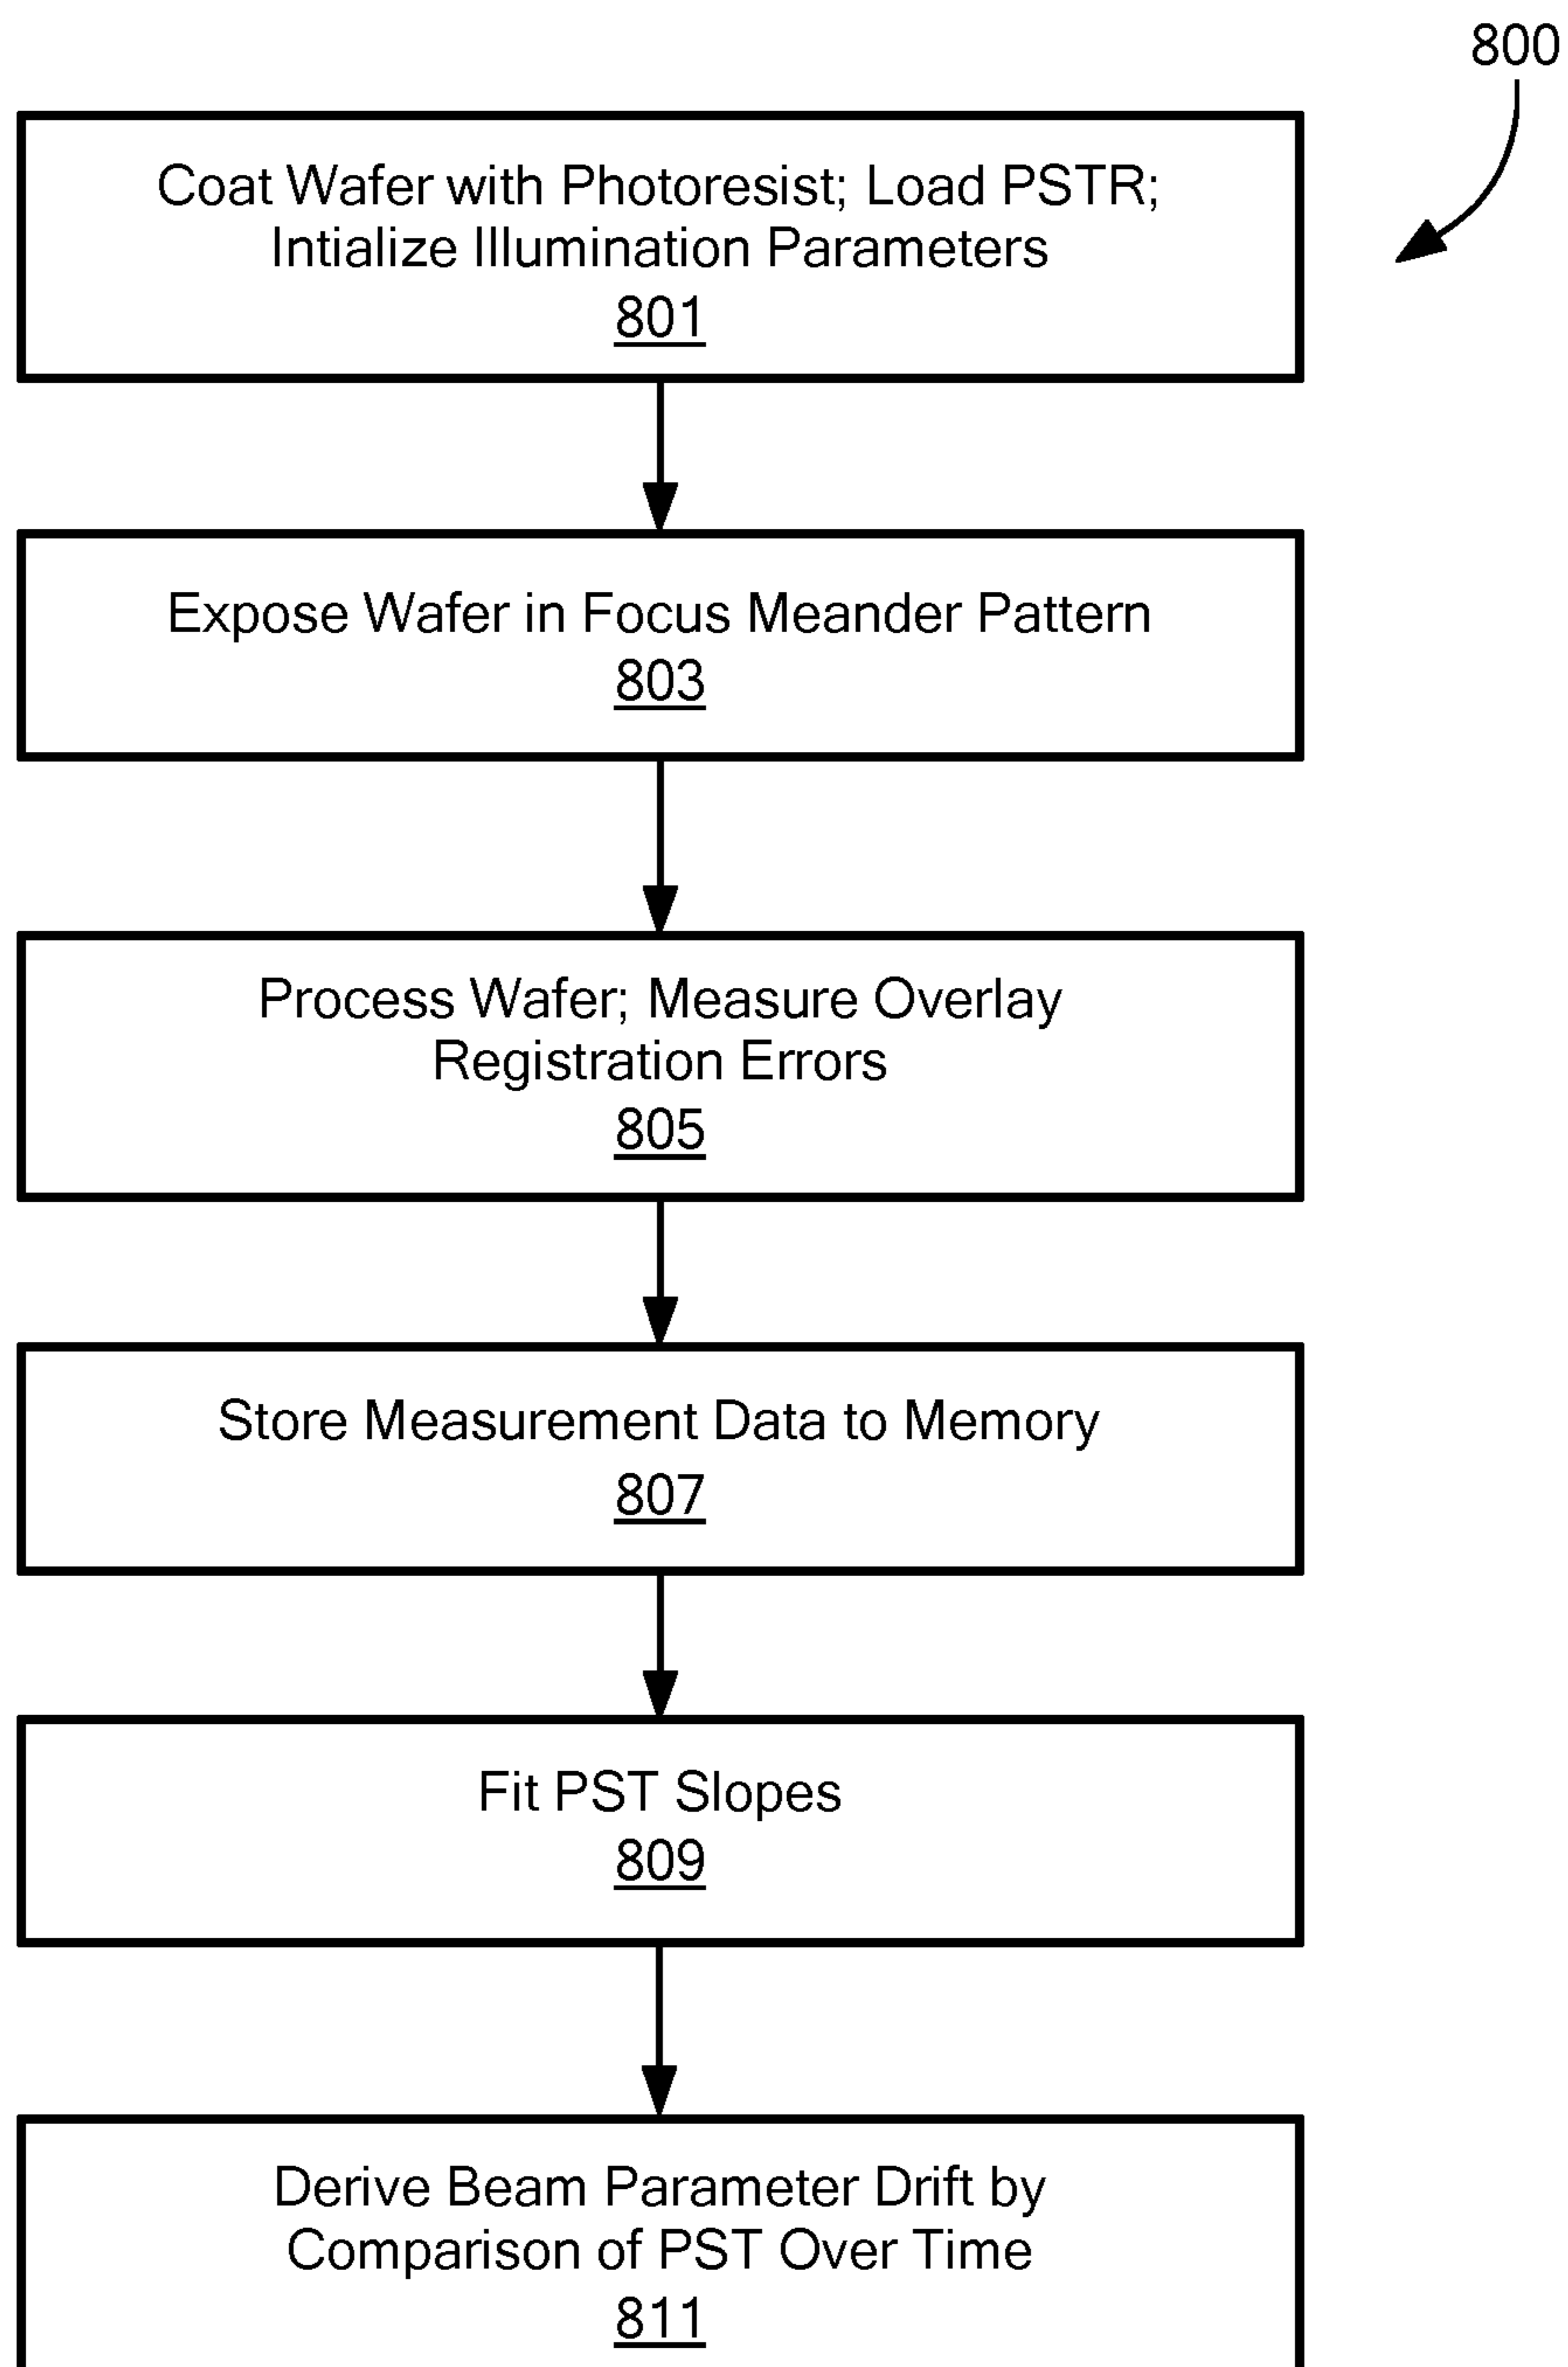 800
Coat Wafer with Photoresist; Load PSTR;
Intialize Illumination Parameters
801
Expose Wafer in Focus Meander Pattern
803
Process Wafer; Measure Overlay
Registration Errors
805
Store Measurement Data to Memory
807
Fit PST Slopes
809
Derive Beam Parameter Drift by
Comparison of PST Over Time
811